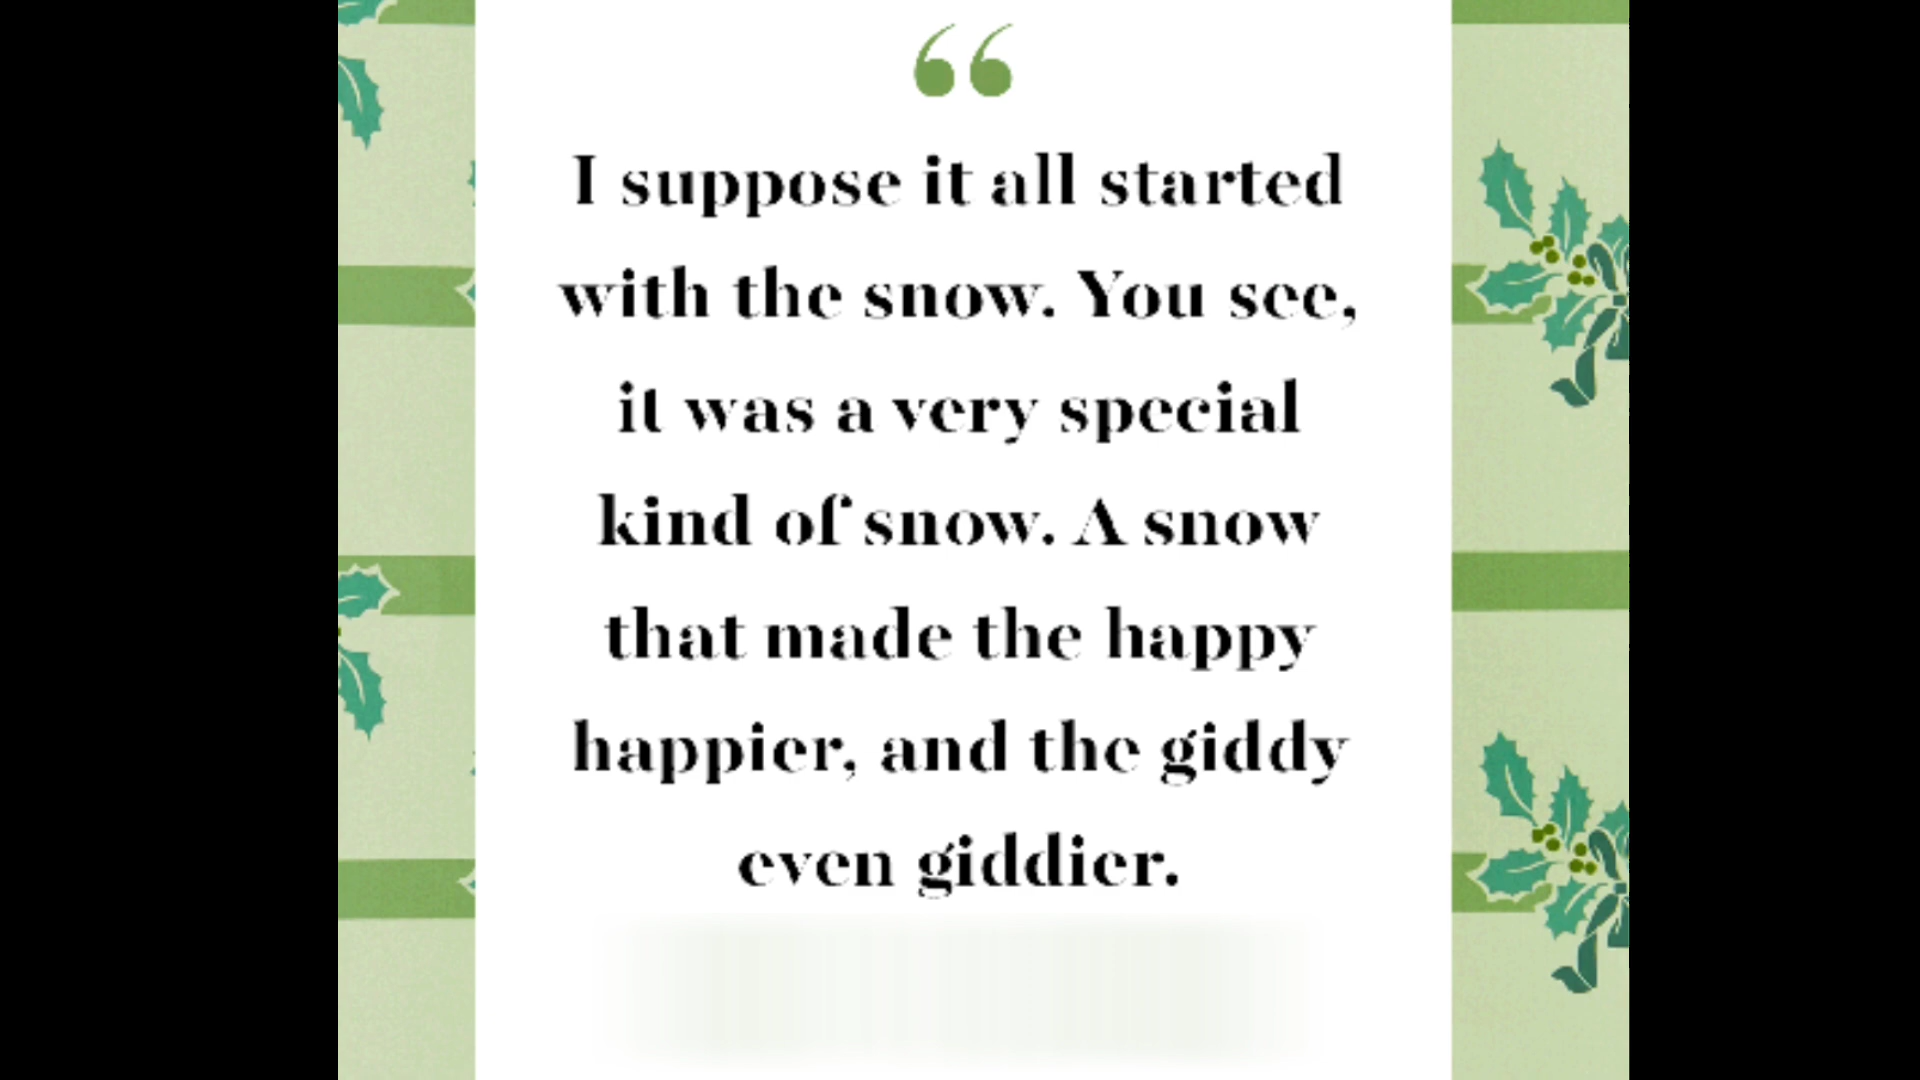 “
I suppose it all started
with the snow. You see,
it was a very special
kind of snow. A snow
that made the happy
happier, and the giddy
even giddier.